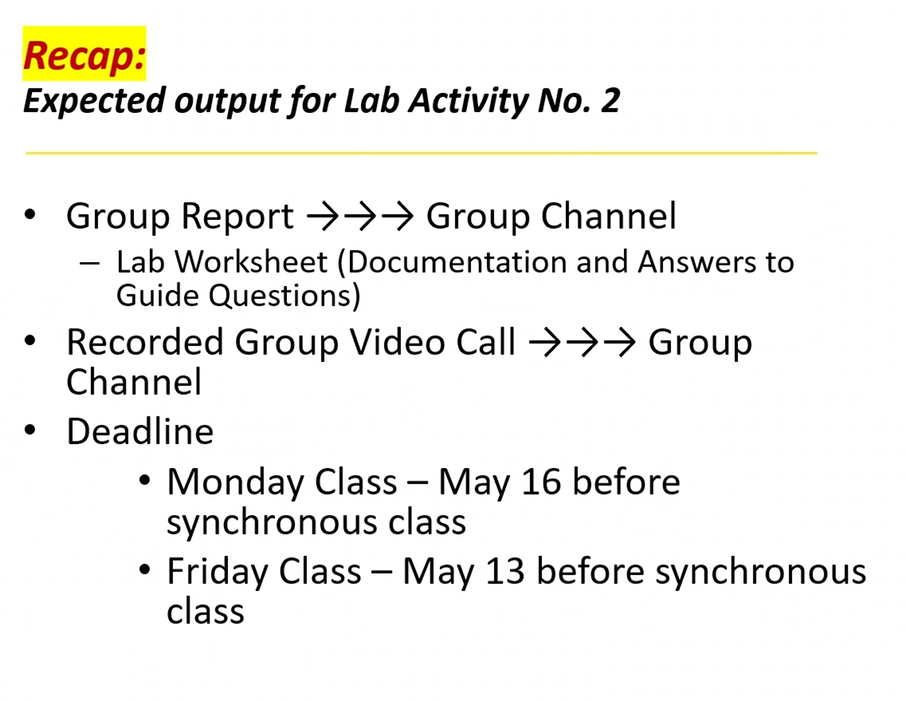 Recap:
Expected output for Lab Activity No. 2
• Group Report →→→ Group Channel
– Lab Worksheet (Documentation and Answers to
Guide Questions)
• Recorded Group Video Call →→→ Group
Channel
• Deadline
• Monday Class – May 16 before
synchronous class
• Friday Class – May 13 before synchronous
class